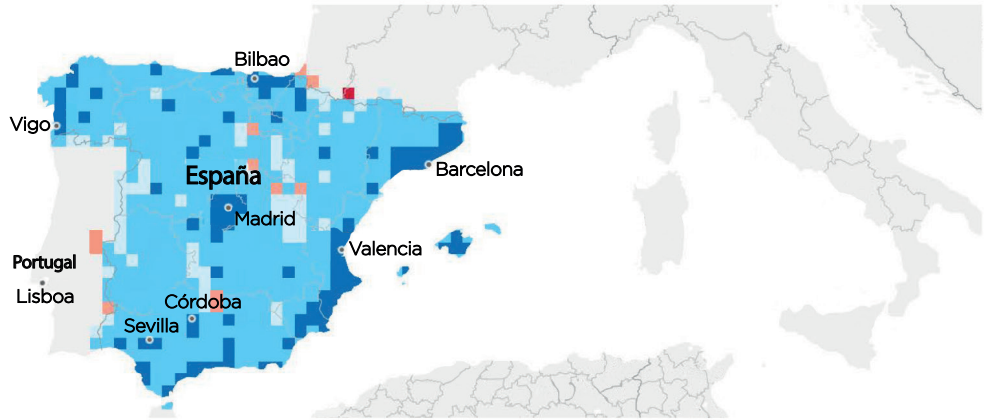 Bilbao
Vigo
España
Barcelona
Madrid
Valencia
Portugal
Lisboa
Córdoba
Sevilla